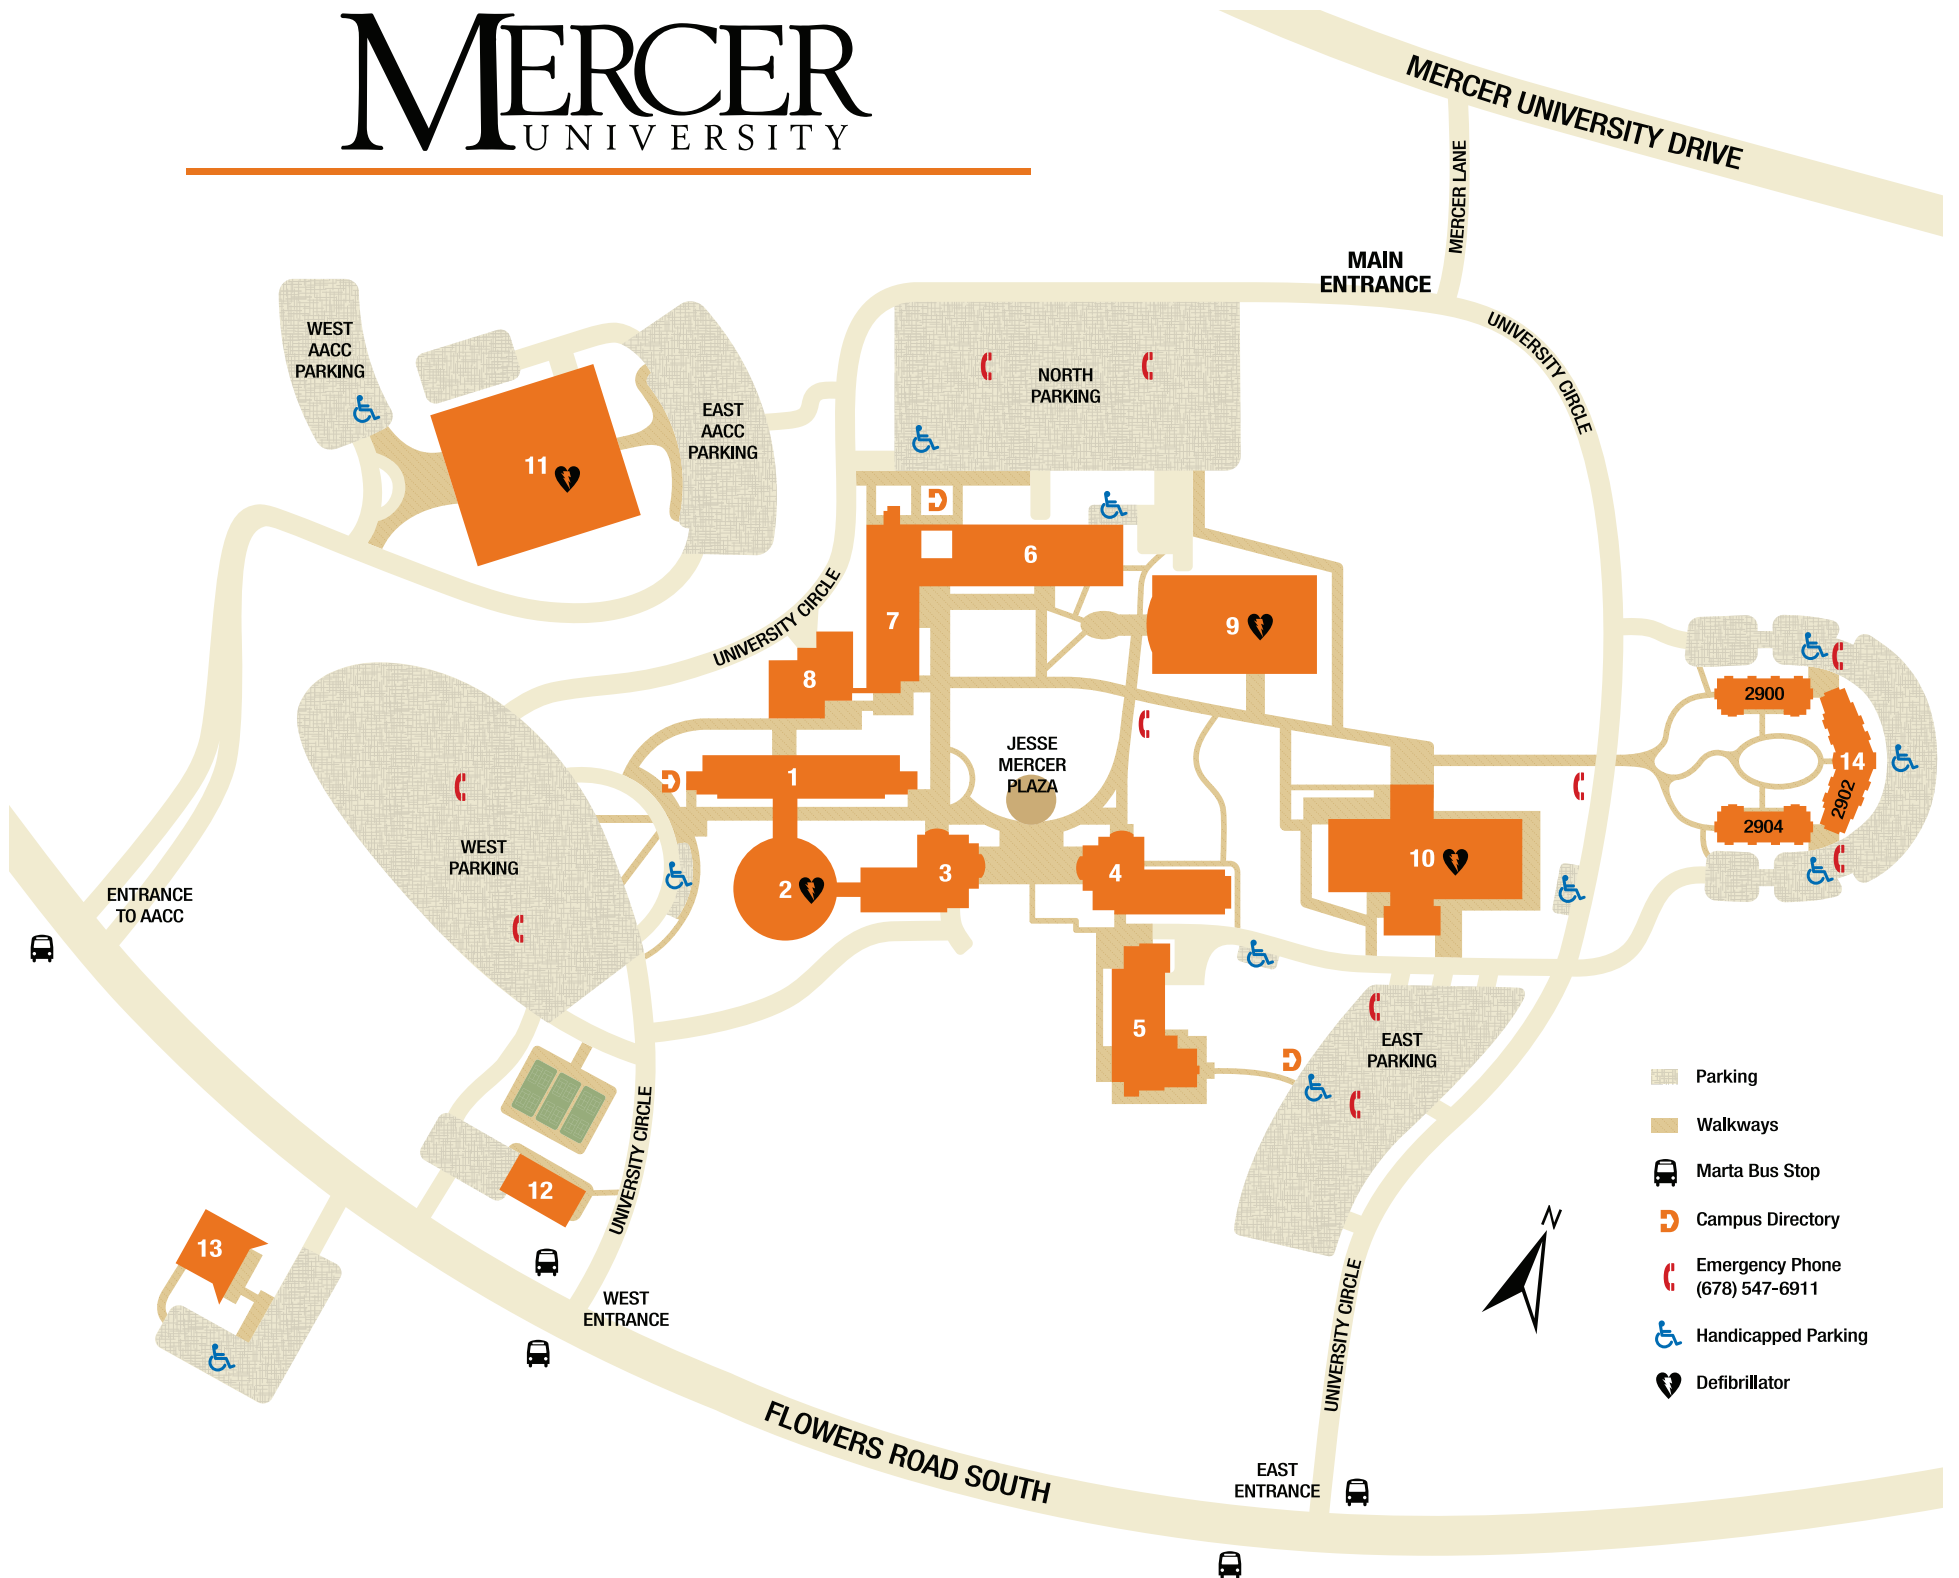 MERCER
UNIVERSITY
MERCER UNIVERSITY DRIVE
MERCER LANE
MAIN
ENTRANCE
UNIVERSITY CIRCLE
WEST
AACC
PARKING
EAST
AACC
PARKING
NORTH
PARKING
11
6
7
9
8
UNIVERSITY CIRCLE
2900
14
2902
2904
JESSE
MERCER
PLAZA
1
WEST
PARKING
2
3
4
10
ENTRANCE
TO AACC
5
EAST
PARKING
UNIVERSITY CIRCLE
12
13
WEST
ENTRANCE
FLOWERS ROAD SOUTH
UNIVERSITY CIRCLE
EAST
ENTRANCE
N
Parking
Walkways
Marta Bus Stop
Campus Directory
Emergency Phone
(678) 547-6911
Handicapped Parking
Defibrillator